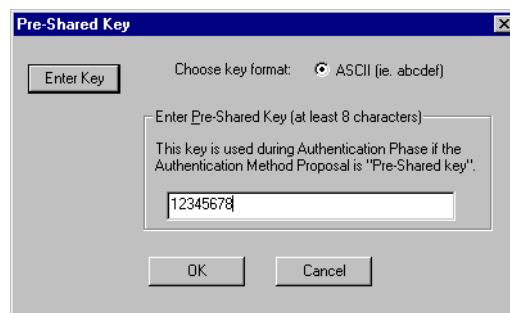 Pre-Shared Key
Enter Key
Choose key format: ASCII (ie. abcdef)
Enter Pre-Shared Key (at least 8 characters)
This key is used during Authentication Phase if the
Authentication Method Proposal is "Pre-Shared key".
12345678
OK Cancel